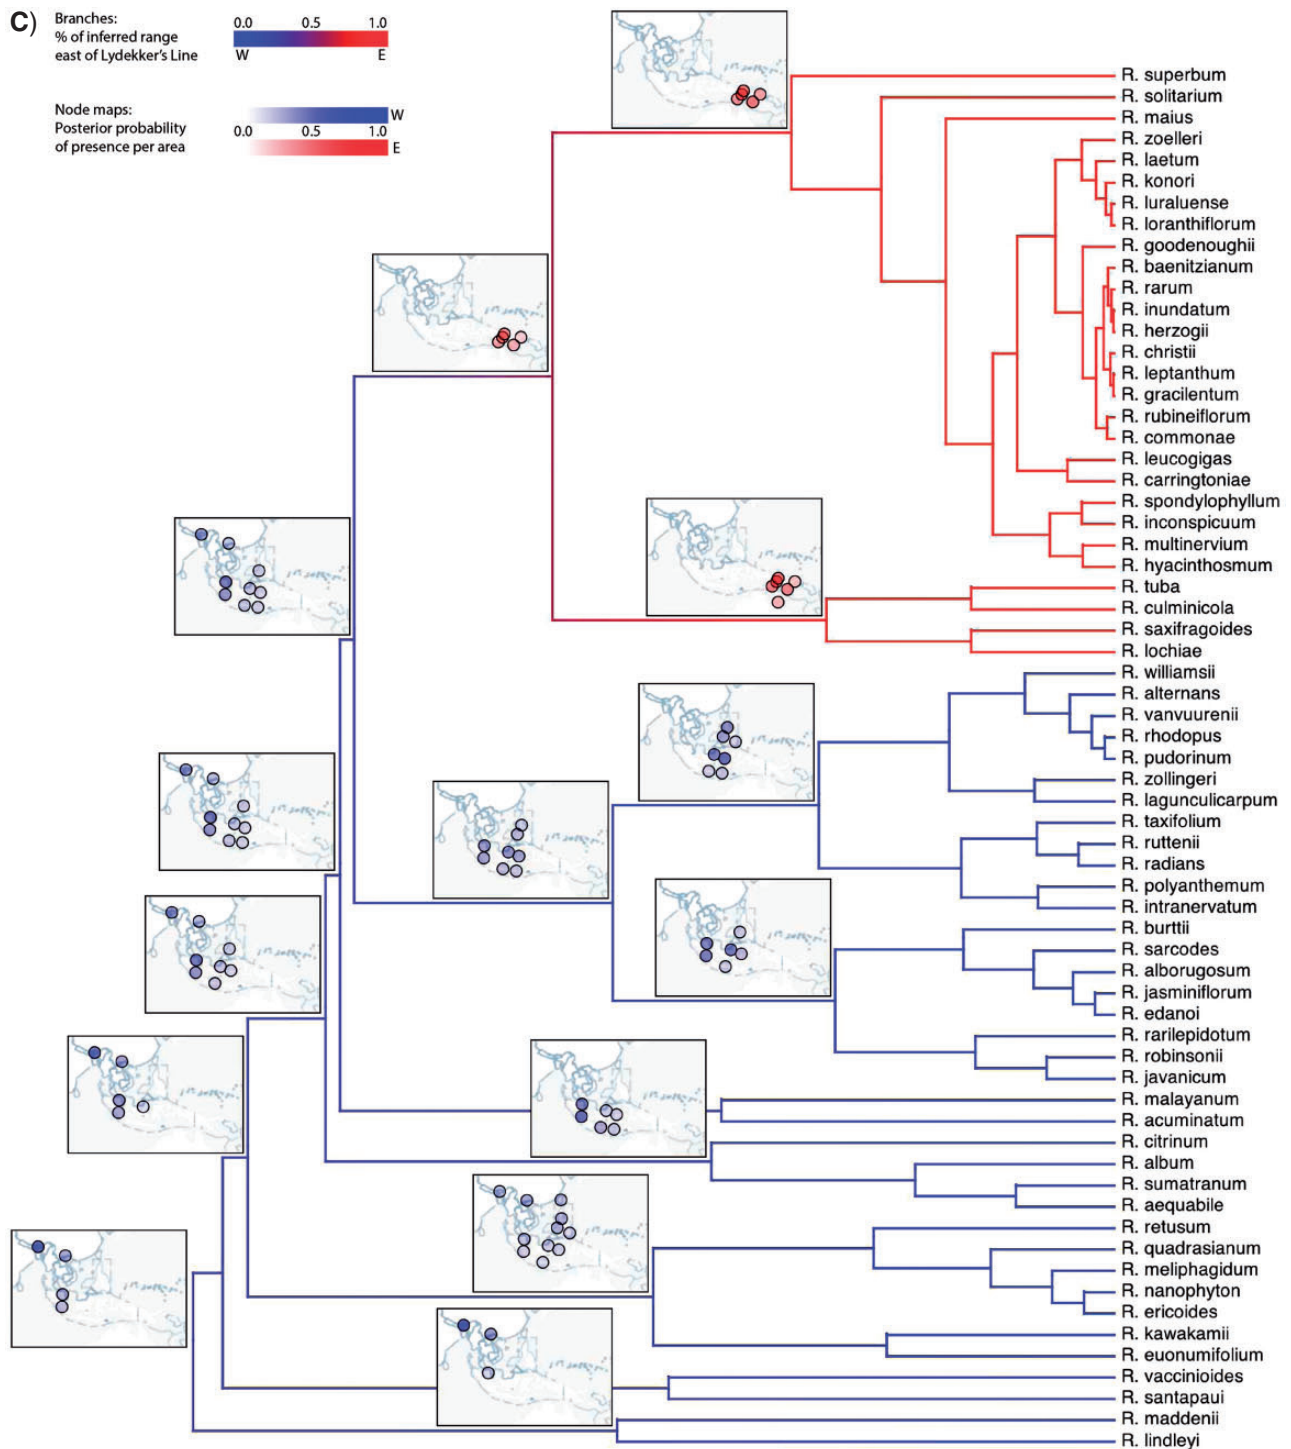 C)
Branches:
% of inferred range
east of Lydekker's Line
0.0 0.5 1.0
W E
Node maps:
Posterior probability
of presence per area
W
0.0 0.5 1.0
E
R. superbum
R. solitarium
R. maius
R. zoelleri
R. laetum
R. konori
R. luraluense
R. loranthiflorum
R. goodenoughii
R. baenitzianum
R. rarum
R. inundatum
R. herzogii
R. christii
R. leptanthum
R. gracilentum
R. rubineiflorum
R. commonae
R. leucogigas
R. carringtoniae
R. spondylophyllum
R. inconspicuum
R. multinervium
R. hyacinthosmum
R. tuba
R. culminicola
R. saxifragoides
R. lochiae
R. williamsii
R. alternans
R. vanvuurenii
R. rhodopus
R. pudorinum
R. zollingeri
R. lagunculicarpum
R. taxifolium
R. ruttenii
R. radians
R. polyanthemum
R. intranervatum
R. burttii
R. sarcodes
R. alborugosum
R. jasminiflorum
R. edanoi
R. rarilepidotum
R. robinsonii
R. javanicum
R. malayanum
R. acuminatum
R. citrinum
R. album
R. sumatranum
R. aequabile
R. retusum
R. quadrasianum
R. meliphagidum
R. nanophyton
R. ericoides
R. kawakamii
R. euonumifolium
R. vaccinioides
R. santapaui
R. maddenii
R. lindleyi